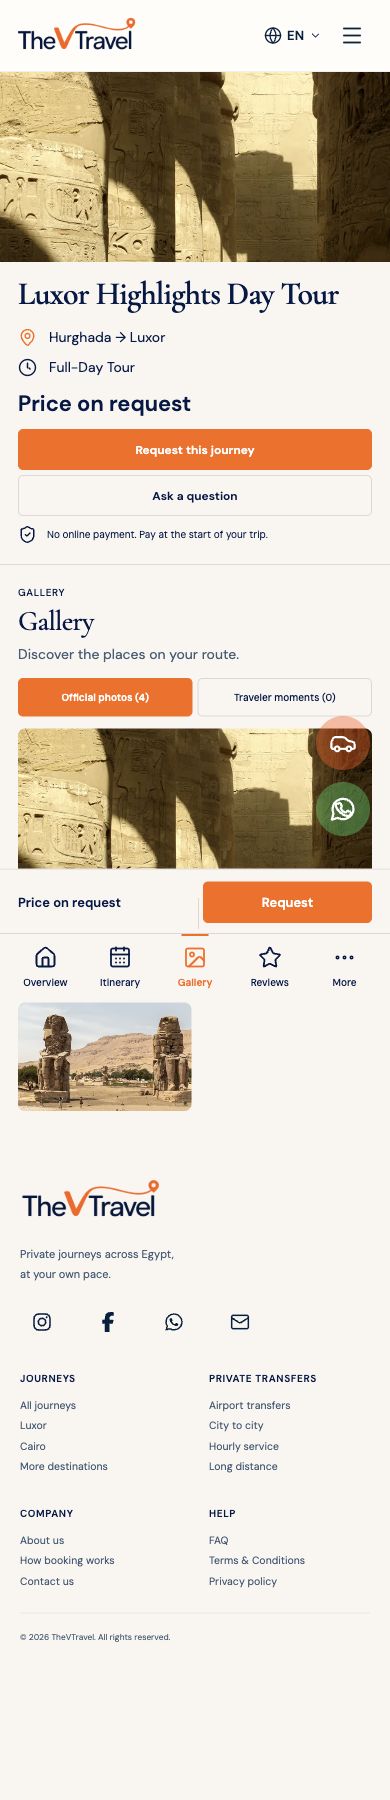 TheVTravel
EN
Luxor Highlights Day Tour
Hurghada → Luxor
Full-Day Tour
Price on request
Request this journey
Ask a question
No online payment. Pay at the start of your trip.
GALLERY
Gallery
Discover the places on your route.
Official photos (4)
Traveler moments (0)
Price on request
Request
Overview
Itinerary
Gallery
Reviews
More
TheVTravel
Private journeys across Egypt,
at your own pace.
JOURNEYS
All journeys
Luxor
Cairo
More destinations
PRIVATE TRANSFERS
Airport transfers
City to city
Hourly service
Long distance
COMPANY
About us
How booking works
Contact us
HELP
FAQ
Terms & Conditions
Privacy policy
© 2026 TheVTravel. All rights reserved.